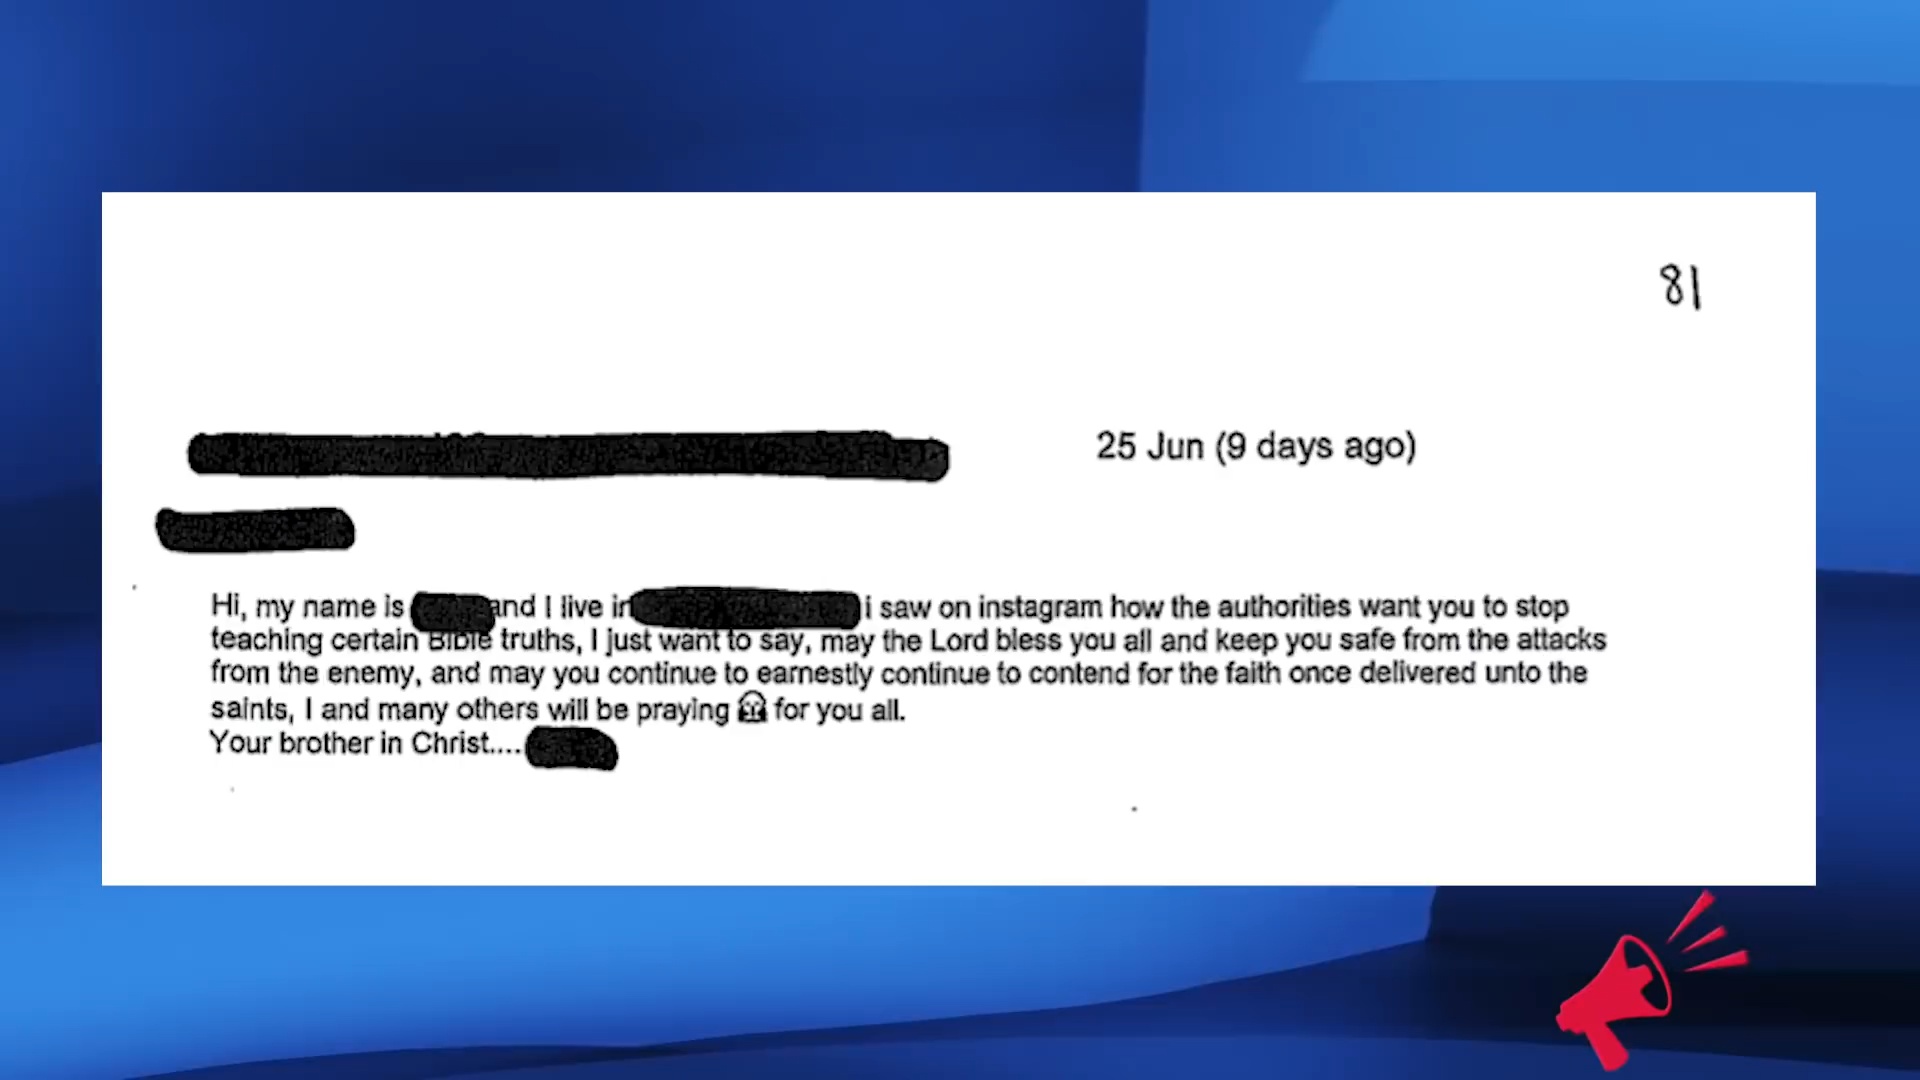 81
25 Jun (9 days ago)
Hi, my name is and I live in i saw on instagram how the authorities want you to stop
teaching certain Bible truths, I just want to say, may the Lord bless you all and keep you safe from the attacks
from the enemy, and may you continue to earnestly continue to contend for the faith once delivered unto the
saints, I and many others will be praying for you all.
Your brother in Christ....